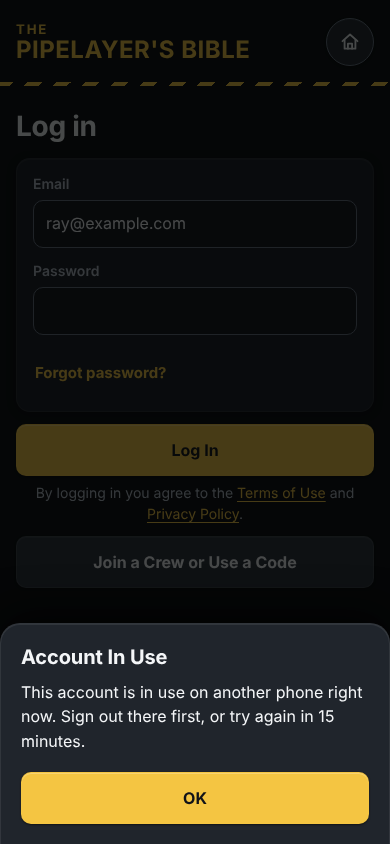 THE
PIPELAYER'S BIBLE
Log in
Email
ray@example.com
Password
Forgot password?
Log In
By logging in you agree to the Terms of Use and
Privacy Policy.
Join a Crew or Use a Code
Account In Use
This account is in use on another phone right
now. Sign out there first, or try again in 15
minutes.
OK